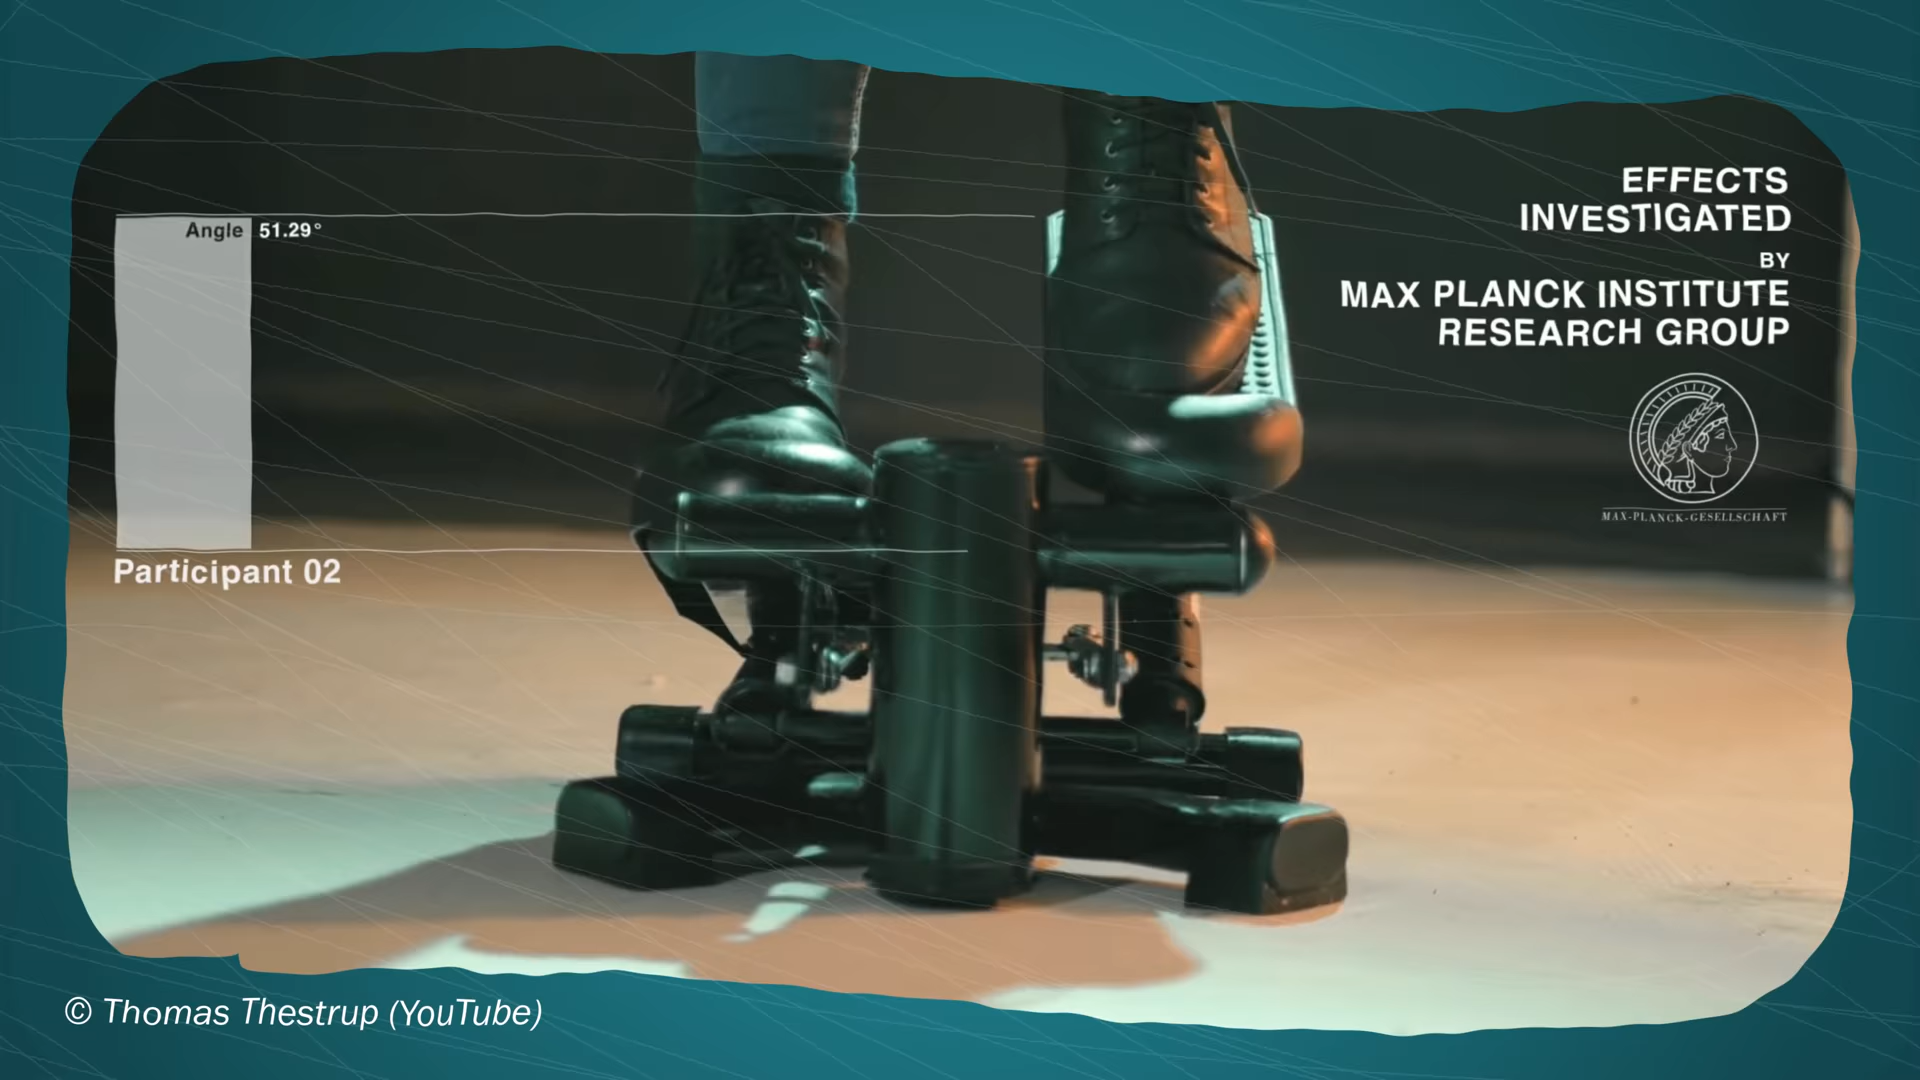 Angle 51.29°
Participant 02
EFFECTS
INVESTIGATED
BY
MAX PLANCK INSTITUTE
RESEARCH GROUP
MAX-PLANCK-GESELLSCHAFT
© Thomas Thestrup (YouTube)